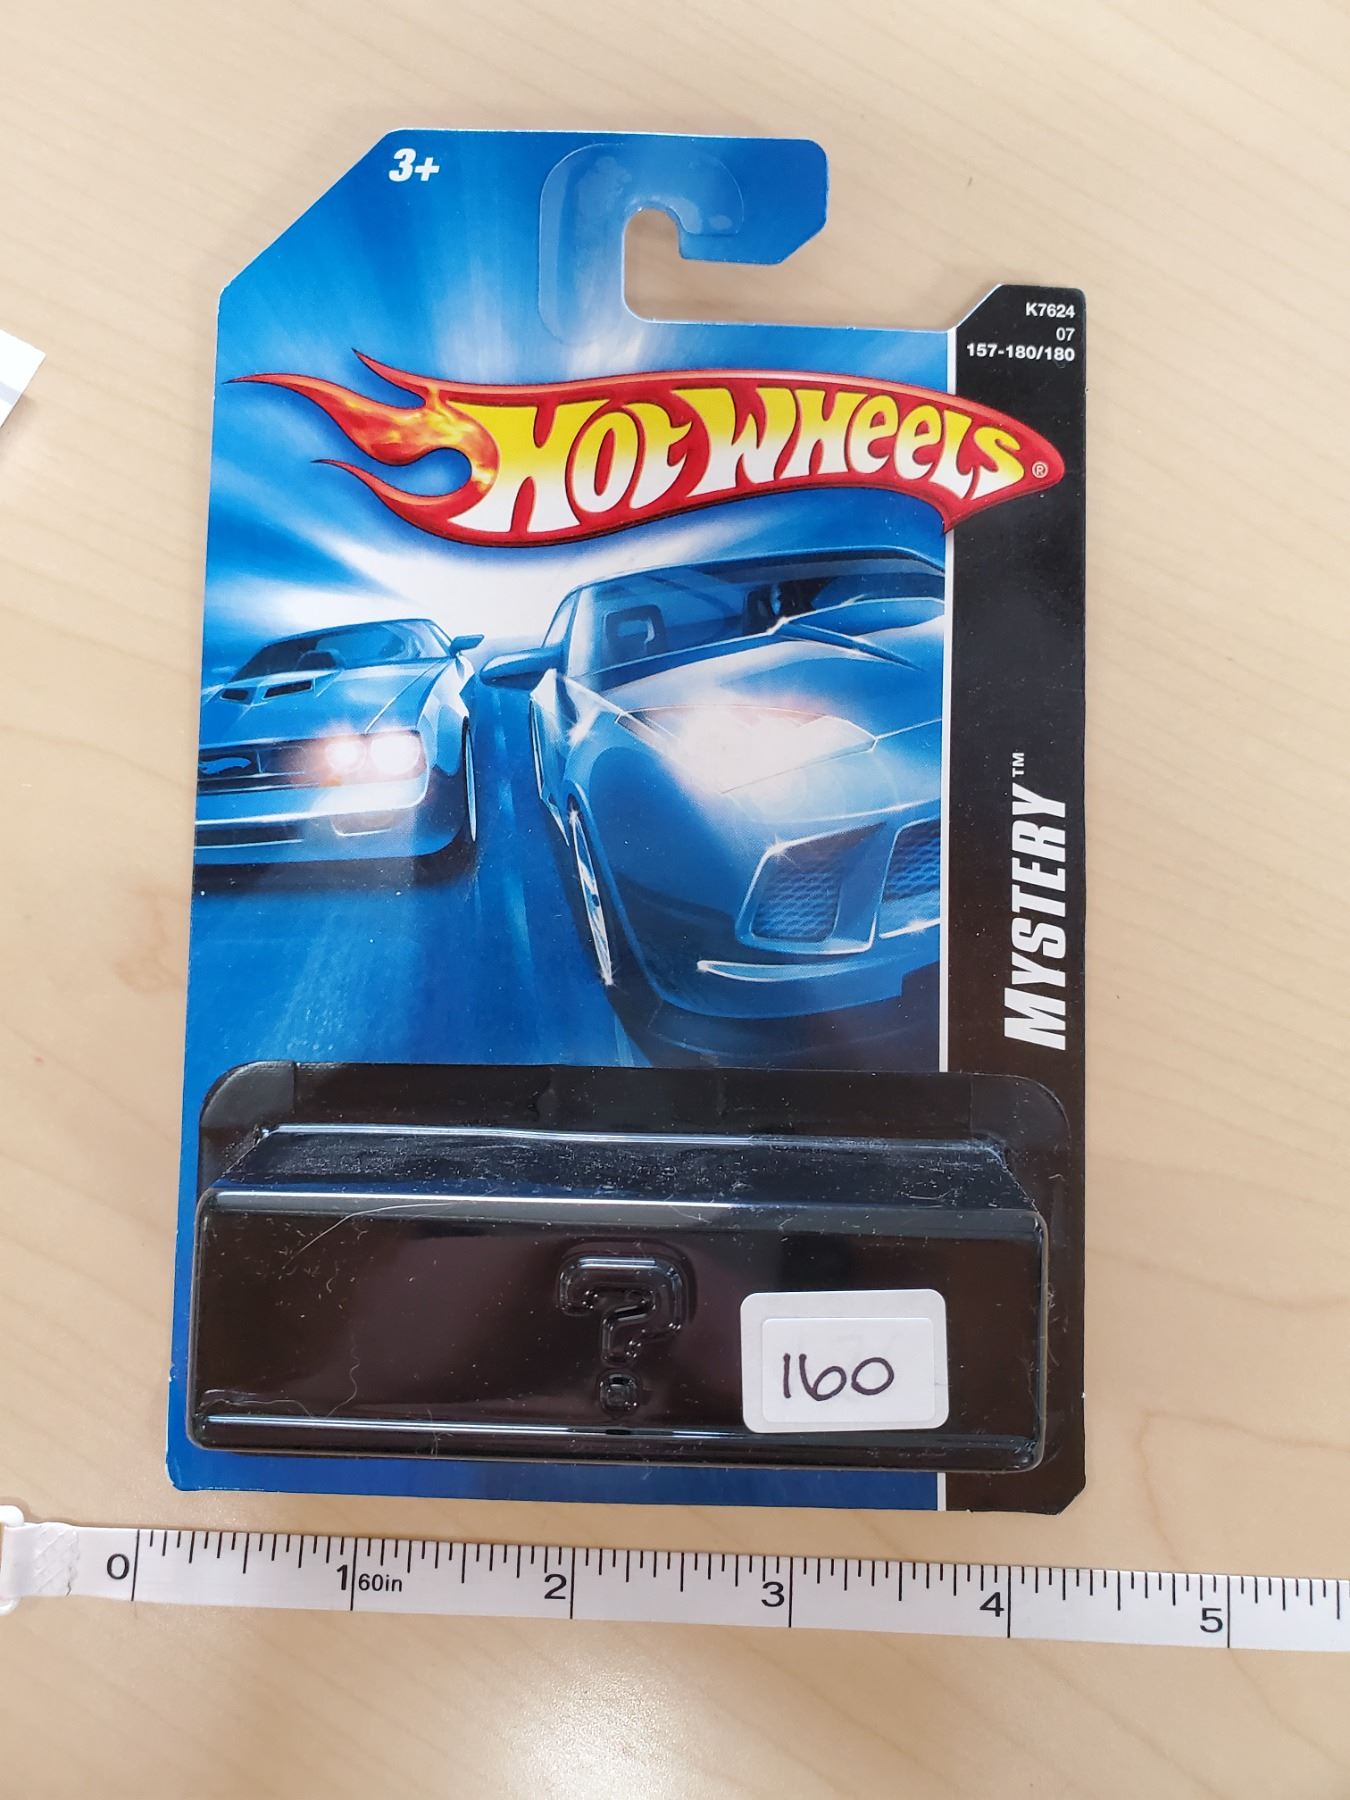 3+
K7624
07
157-180/180
HOT WHEELS®
MYSTERY™
?
160
0 1 60in 2 3 4 5